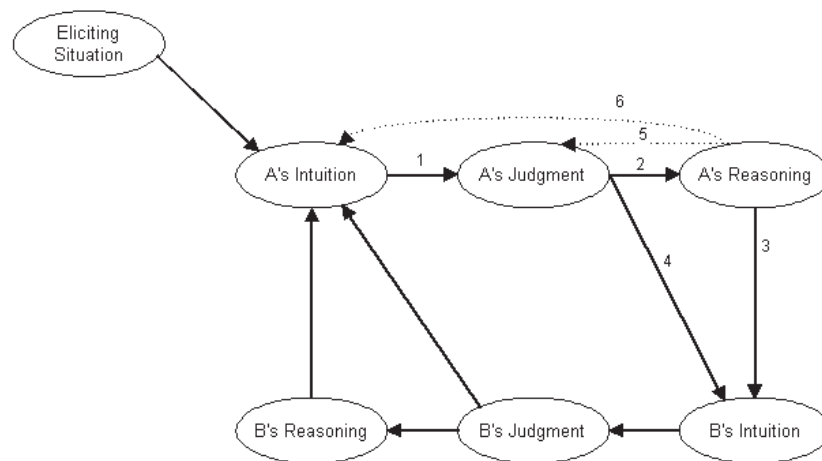 Eliciting
Situation
6
5
A's Intuition
1
A's Judgment
2
A's Reasoning
4
3
B's Reasoning
B's Judgment
B's Intuition